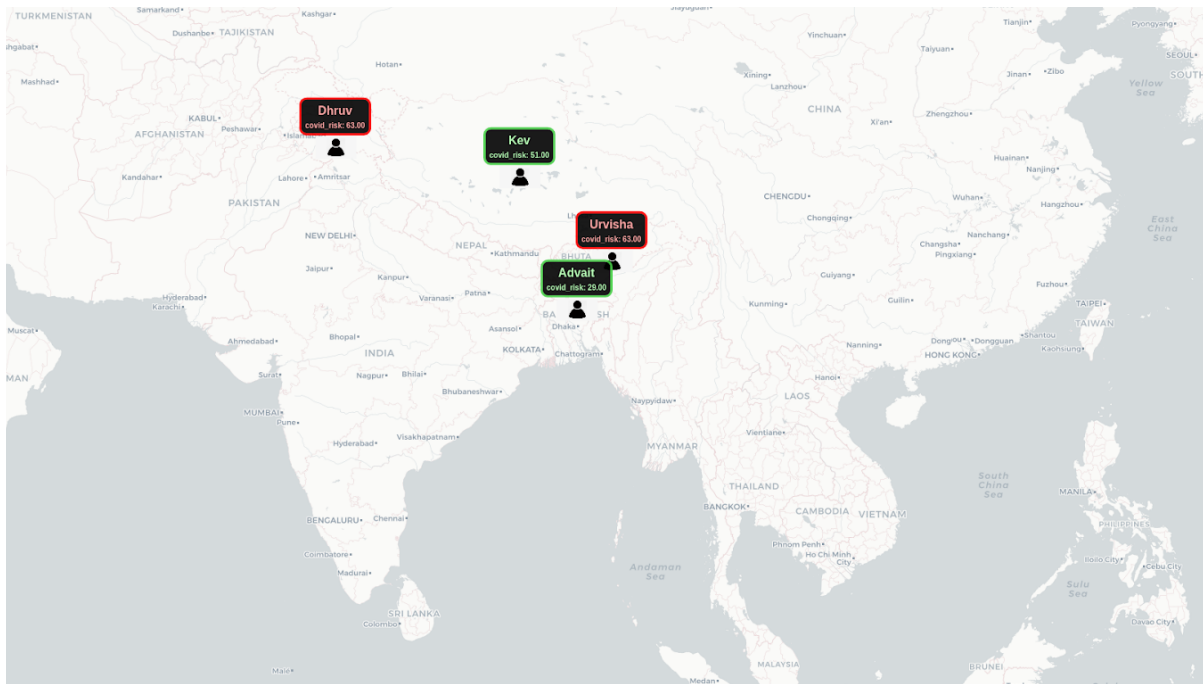 TURKMENISTAN
Samarkand
Kashgar
Dushanbe
TAJIKISTAN
Hotan
Mashhad
KABUL
Peshawar
AFGHANISTAN
Kandahar
Lahore
Amritsar
PAKISTAN
Dhruv
covid_risk: 63.00
Kev
covid_risk: 51.00
Urvisha
covid_risk: 63.00
Advait
covid_risk: 29.00
Yinchuan
Taiyuan
Tianjin
Pyongyang
SEOUL
Xining
Lanzhou
Jinan
Zibo
Yellow
Sea
CHINA
Xi'an
Zhengzhou
Huainan
Nanjing
CHENGDU
Wuhan
Hangzhou
Chongqing
East
China
Sea
Nanchang
Changsha
Pingxiang
NEW DELHI
NEPAL
Kathmandu
BHUTA
Jaipur
Kanpur
Patna
Varanasi
Hyderabad
Karachi
Muscat
MAN
BA
SH
Dhaka
Asansol
KOLKATA
Chattogram
Bhopal
Ahmedabad
INDIA
Surat
Nagpur
Bhilai
Bhubaneshwar
MUMBAI
Pune
Hyderabad
Visakhapatnam
BENGALURU
Chennai
Coimbatore
Madurai
SRI LANKA
Colombo
Male
Guiyang
Kunming
Guilin
Fuzhou
TAIPEI
TAIWAN
Shantou
Kaohsiung
Dongguan
HONG KONG
Nanning
Hanoi
LAOS
Naypyidaw
Vientiane
MYANMAR
THAILAND
BANGKOK
CAMBODIA
VIETNAM
Phnom Penh
Ho Chi Minh
City
South
China
Sea
MANILA
PHILIPPINES
Iloilo City
Cebu City
Sulu
Sea
Davao City
Andaman
Sea
MALAYSIA
Medan
BRUNEI